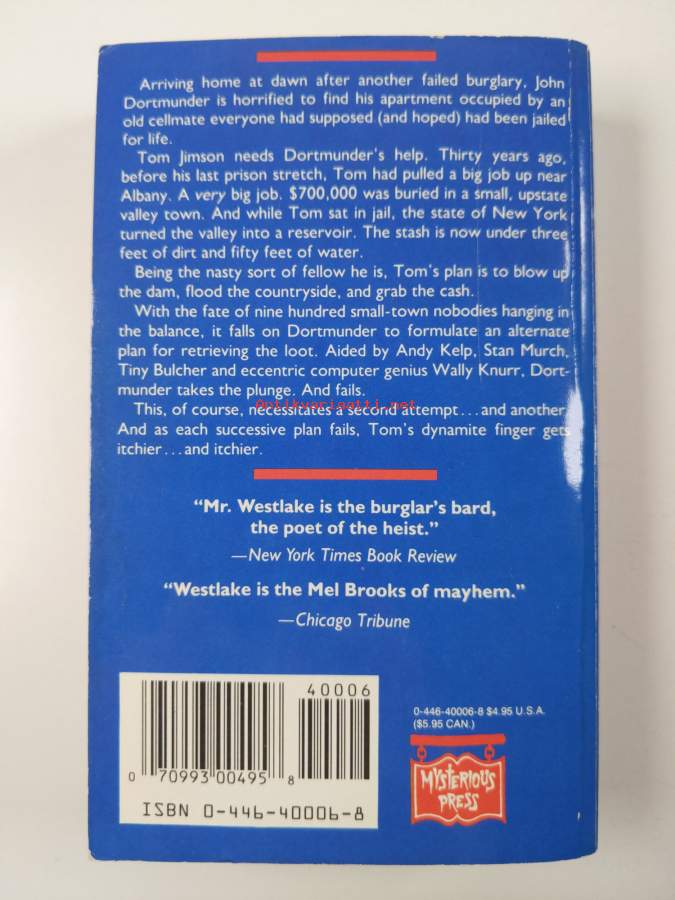 Arriving home at dawn after another failed burglary, John
Dortmunder is horrified to find his apartment occupied by an
old cellmate everyone had supposed (and hoped) had been jailed
for life.
Tom Jimson needs Dortmunder's help. Thirty years ago,
before his last prison stretch, Tom had pulled a big job up near
Albany. A very big job. $700,000 was buried in a small, upstate
valley town. And while Tom sat in jail, the state of New York
turned the valley into a reservoir. The stash is now under three
feet of dirt and fifty feet of water.
Being the nasty sort of fellow he is, Tom's plan is to blow up
the dam, flood the countryside, and grab the cash.
With the fate of nine hundred small-town nobodies hanging in
the balance, it falls on Dortmunder to formulate an alternate
plan for retrieving the loot. Aided by Andy Kelp, Stan Murch,
Tiny Bulcher and eccentric computer genius Wally Knurr, Dort-
munder takes the plunge. And fails.
Antikvariaatti.net
This, of course, necessitates a second attempt...and another.
And as each successive plan fails, Tom's dynamite finger gets
itchier...and itchier.
"Mr. Westlake is the burglar's bard,
the poet of the heist."
—New York Times Book Review
"Westlake is the Mel Brooks of mayhem."
—Chicago Tribune
40006
0 70993 00495 8
ISBN 0-446-40006-8
0-446-40006-8 $4.95 U.S.A.
($5.95 CAN.)
MYSTERIOUS
PRESS